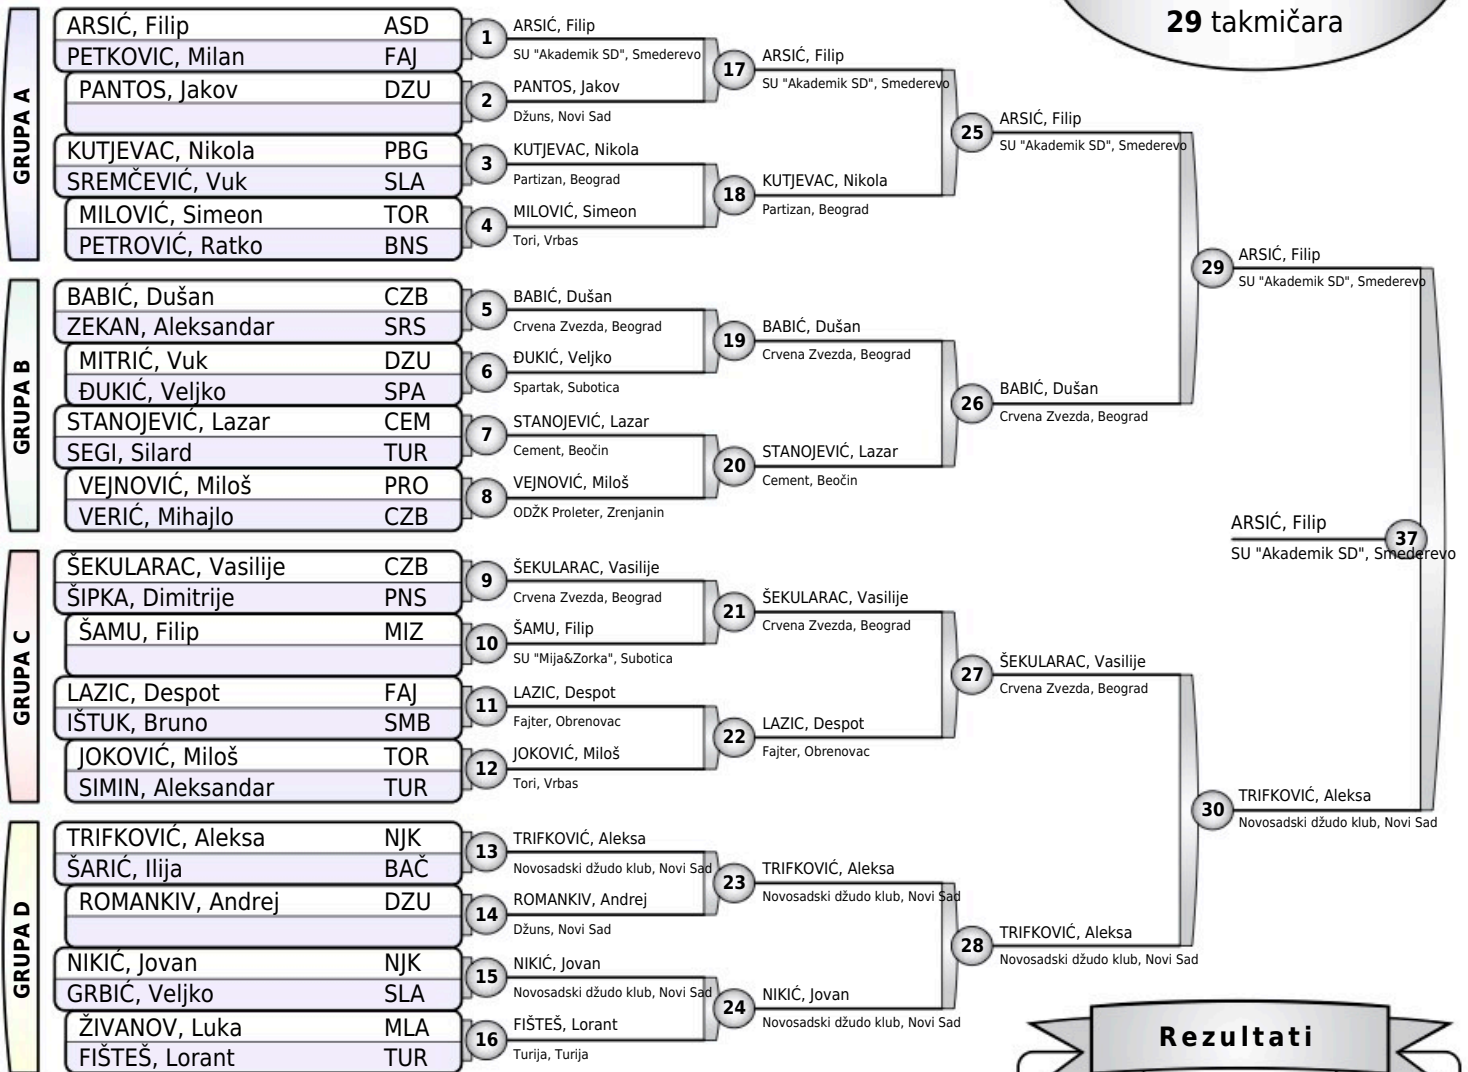 29 takmičara
GRUPA A
ARSIĆ, Filip ASD
PETKOVIC, Milan FAJ
PANTOS, Jakov DZU
KUTJEVAC, Nikola PBG
SREMČEVIĆ, Vuk SLA
MILOVIĆ, Simeon TOR
PETROVIĆ, Ratko BNS
GRUPA B
BABIĆ, Dušan CZB
ZEKAN, Aleksandar SRS
MITRIĆ, Vuk DZU
ĐUKIĆ, Veljko SPA
STANOJEVIĆ, Lazar CEM
SEGI, Silard TUR
VEJNOVIĆ, Miloš PRO
VERIĆ, Mihajlo CZB
GRUPA C
ŠEKULARAC, Vasilije CZB
ŠIPKA, Dimitrije PNS
ŠAMU, Filip MIZ
LAZIC, Despot FAJ
IŠTUK, Bruno SMB
JOKOVIĆ, Miloš TOR
SIMIN, Aleksandar TUR
GRUPA D
TRIFKOVIĆ, Aleksa NJK
ŠARIĆ, Ilija BAČ
ROMANKIV, Andrej DZU
NIKIĆ, Jovan NJK
GRBIĆ, Veljko SLA
ŽIVANOV, Luka MLA
FIŠTEŠ, Lorant TUR
1 ARSIĆ, Filip
SU "Akademik SD", Smederevo
2 PANTOS, Jakov
Džuns, Novi Sad
3 KUTJEVAC, Nikola
Partizan, Beograd
4 MILOVIĆ, Simeon
Tori, Vrbas
5 BABIĆ, Dušan
Crvena Zvezda, Beograd
6 ĐUKIĆ, Veljko
Spartak, Subotica
7 STANOJEVIĆ, Lazar
Cement, Beočin
8 VEJNOVIĆ, Miloš
ODŽK Proleter, Zrenjanin
9 ŠEKULARAC, Vasilije
Crvena Zvezda, Beograd
10 ŠAMU, Filip
SU "Mija&Zorka", Subotica
11 LAZIC, Despot
Fajter, Obrenovac
12 JOKOVIĆ, Miloš
Tori, Vrbas
13 TRIFKOVIĆ, Aleksa
Novosadski džudo klub, Novi Sad
14 ROMANKIV, Andrej
Džuns, Novi Sad
15 NIKIĆ, Jovan
Novosadski džudo klub, Novi Sad
16 FIŠTEŠ, Lorant
Turija, Turija
17 ARSIĆ, Filip
SU "Akademik SD", Smederevo
18 KUTJEVAC, Nikola
Partizan, Beograd
19 BABIĆ, Dušan
Crvena Zvezda, Beograd
20 STANOJEVIĆ, Lazar
Cement, Beočin
21 ŠEKULARAC, Vasilije
Crvena Zvezda, Beograd
22 LAZIC, Despot
Fajter, Obrenovac
23 TRIFKOVIĆ, Aleksa
Novosadski džudo klub, Novi Sad
24 NIKIĆ, Jovan
Novosadski džudo klub, Novi Sad
25 ARSIĆ, Filip
SU "Akademik SD", Smederevo
26 BABIĆ, Dušan
Crvena Zvezda, Beograd
27 ŠEKULARAC, Vasilije
Crvena Zvezda, Beograd
28 TRIFKOVIĆ, Aleksa
Novosadski džudo klub, Novi Sad
29 ARSIĆ, Filip
SU "Akademik SD", Smederevo
30 TRIFKOVIĆ, Aleksa
Novosadski džudo klub, Novi Sad
ARSIĆ, Filip 37
SU "Akademik SD", Smederevo
Rezultati